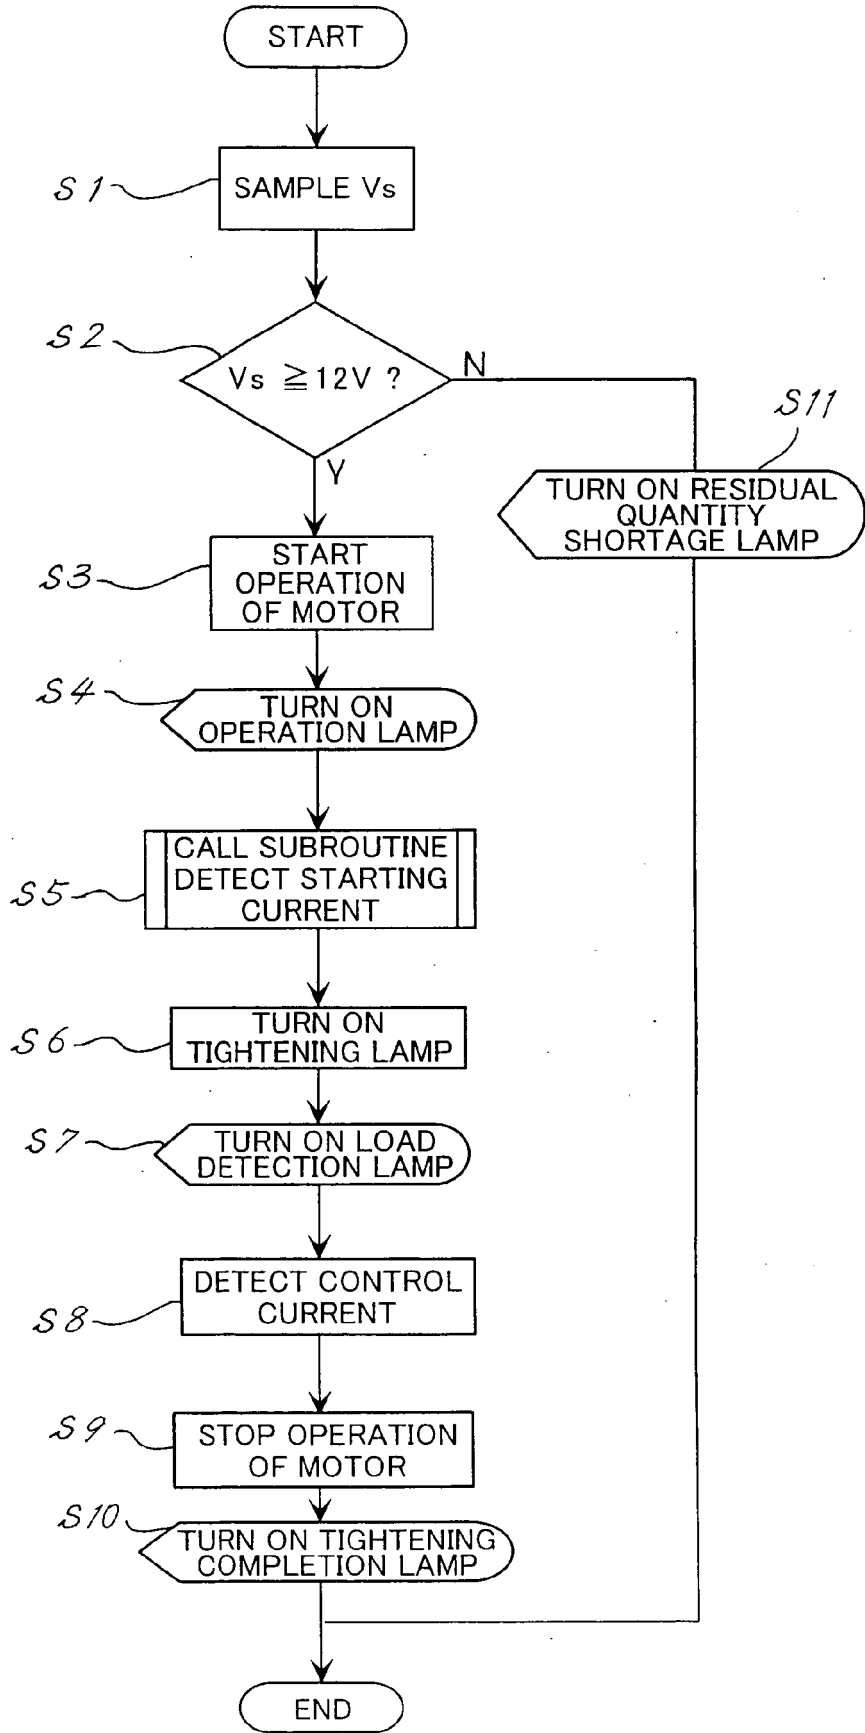 START
S1
SAMPLE Vs
S2
Vs ≧12V ?
N
Y
S11
TURN ON RESIDUAL
QUANTITY
SHORTAGE LAMP
S3
START
OPERATION
OF MOTOR
S4
TURN ON
OPERATION LAMP
S5
CALL SUBROUTINE
DETECT STARTING
CURRENT
S6
TURN ON
TIGHTENING LAMP
S7
TURN ON LOAD
DETECTION LAMP
S8
DETECT CONTROL
CURRENT
S9
STOP OPERATION
OF MOTOR
S10
TURN ON TIGHTENING
COMPLETION LAMP
END